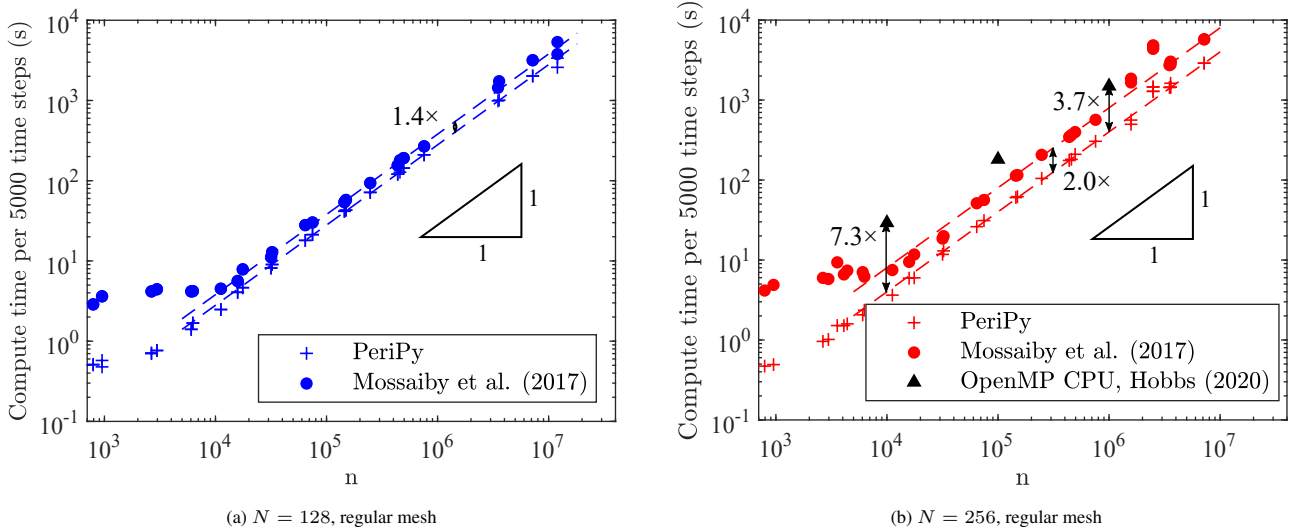 Compute time per 5000 time steps (s)
10^4
10^3
10^2
10^1
10^0
10^-1
1.4×
1
1
PeriPy
Mossaiby et al. (2017)
10^3 10^4 10^5 10^6 10^7
n
(a) N = 128, regular mesh
Compute time per 5000 time steps (s)
10^4
10^3
10^2
10^1
10^0
10^-1
3.7×
2.0×
7.3×
1
1
PeriPy
Mossaiby et al. (2017)
OpenMP CPU, Hobbs (2020)
10^3 10^4 10^5 10^6 10^7
n
(b) N = 256, regular mesh